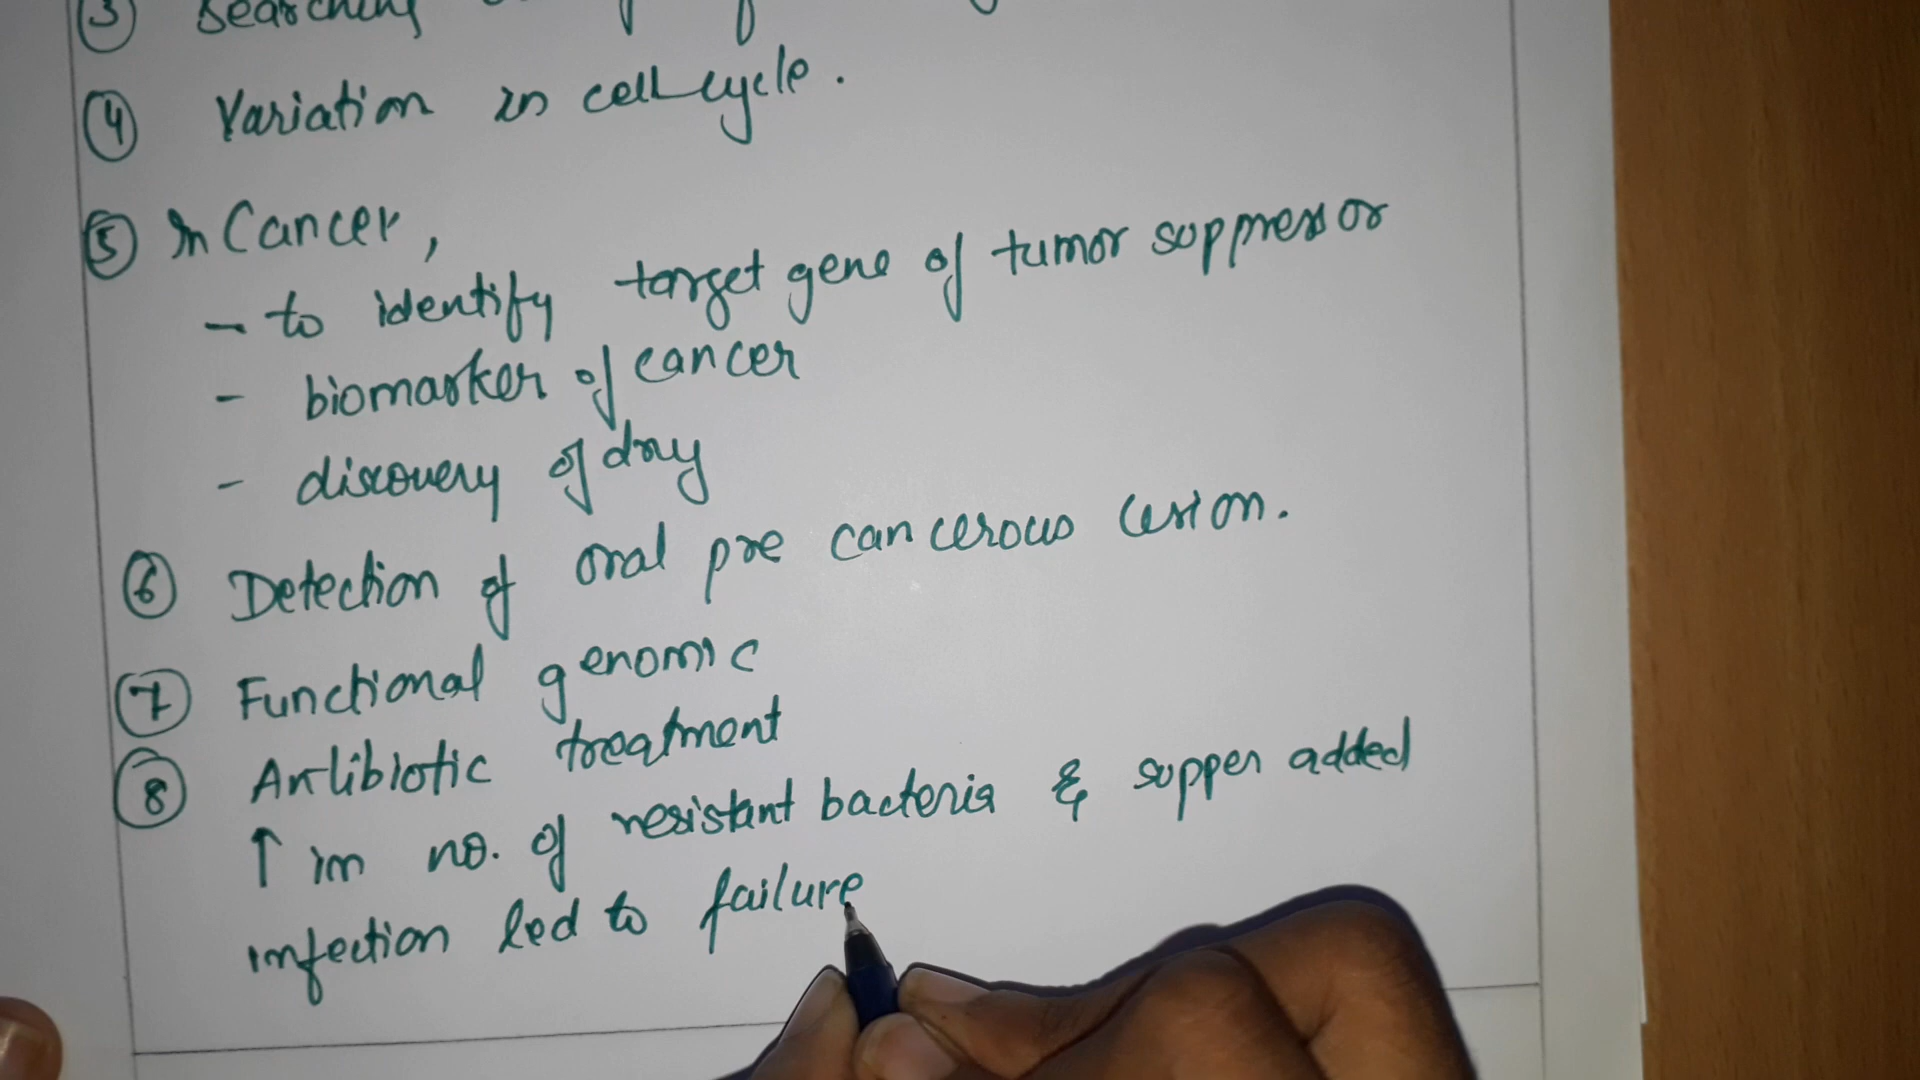 ③ Searching
④ Variation in cell cycle.
⑤ In Cancer,
- to identify target gene of tumor suppressor
- biomarker of cancer
- discovery of drug
⑥ Detection of oral pre cancerous lesion.
⑦ Functional genomic
⑧ Antibiotic treatment
↑ in no. of resistant bacteria & supper added
infection led to failure